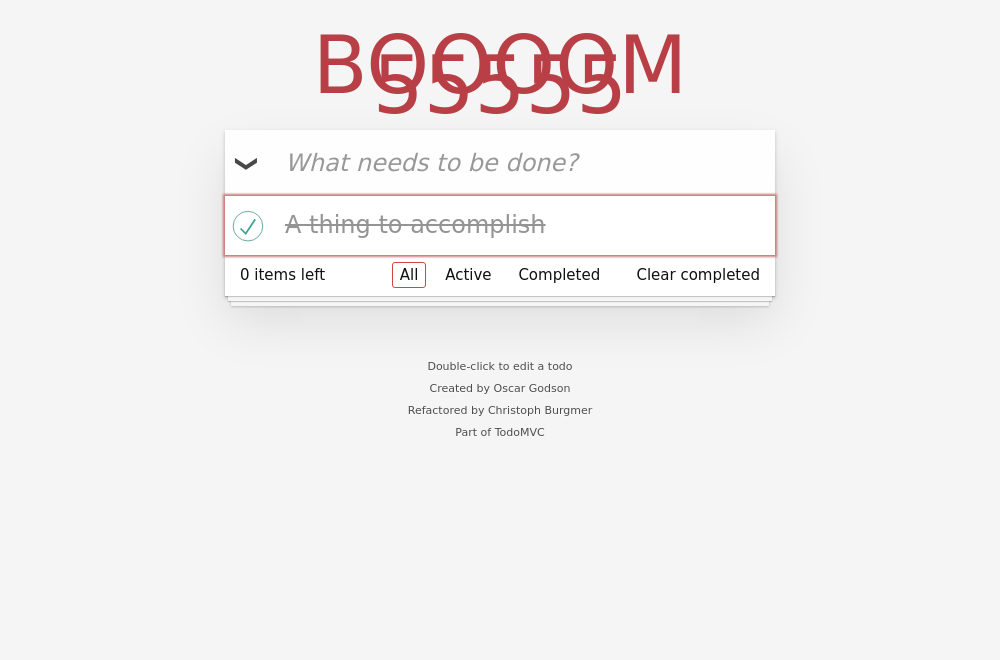 BOOOOM
55555
What needs to be done?
A thing to accomplish
0 items left All Active Completed Clear completed
Double-click to edit a todo
Created by Oscar Godson
Refactored by Christoph Burgmer
Part of TodoMVC